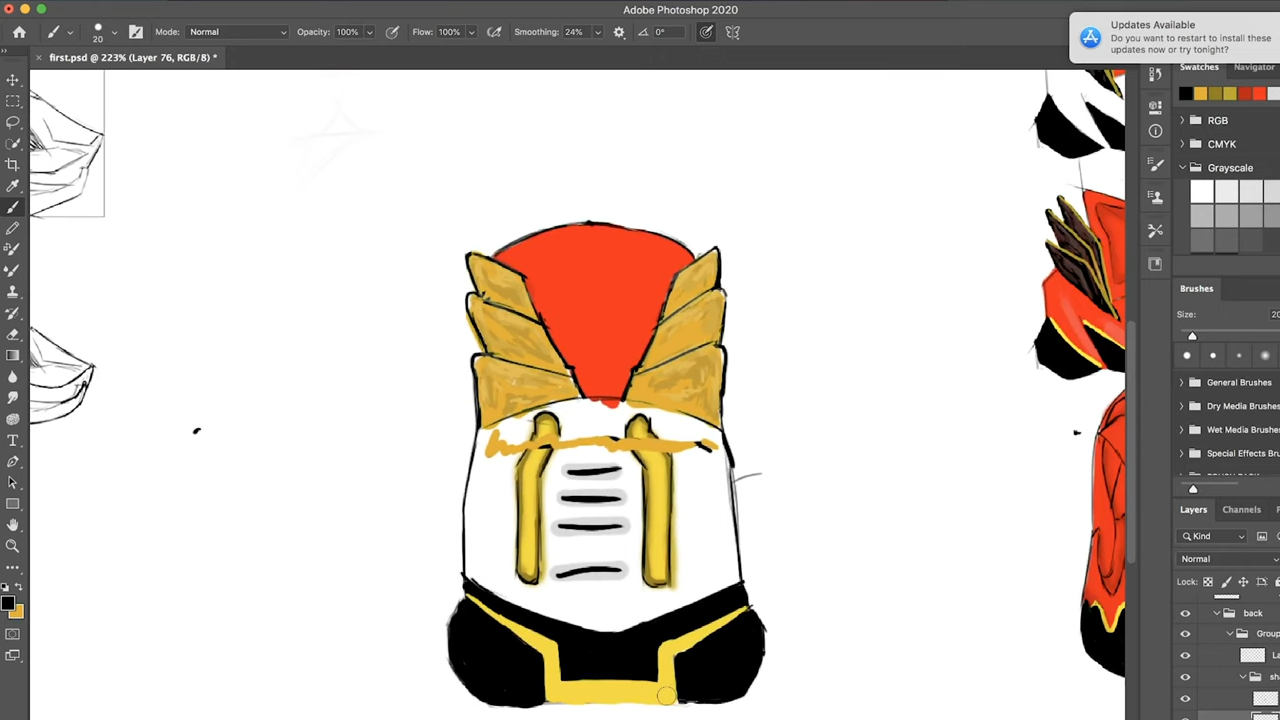 Adobe Photoshop 2020
Updates Available
Do you want to restart to install these
updates now or try tonight?
20
Mode: Normal
Opacity: 100%
Flow: 100%
Smoothing: 24%
0°
first.psd @ 223% (Layer 76, RGB/8) *
Swatches
Navigator
RGB
CMYK
Grayscale
Brushes
Size:
General Brushes
Dry Media Brushes
Wet Media Brushes
Special Effects Brushes
Layers
Channels
Kind
Normal
Lock:
back